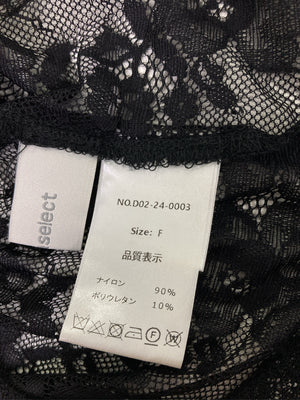 select
NO.D02-24-0003
Size: F
品質表示
ナイロン 90%
ポリウレタン 10%
F W